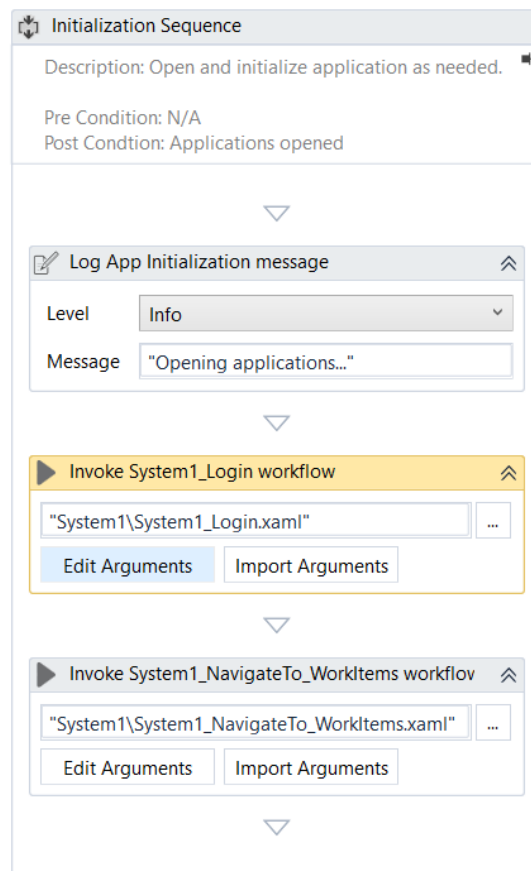 Initialization Sequence
Description: Open and initialize application as needed.
Pre Condition: N/A
Post Condtion: Applications opened
Log App Initialization message
Level Info
Message "Opening applications..."
Invoke System1_Login workflow
"System1\System1_Login.xaml" ...
Edit Arguments Import Arguments
Invoke System1_NavigateTo_WorkItems workflow
"System1\System1_NavigateTo_WorkItems.xaml" ...
Edit Arguments Import Arguments